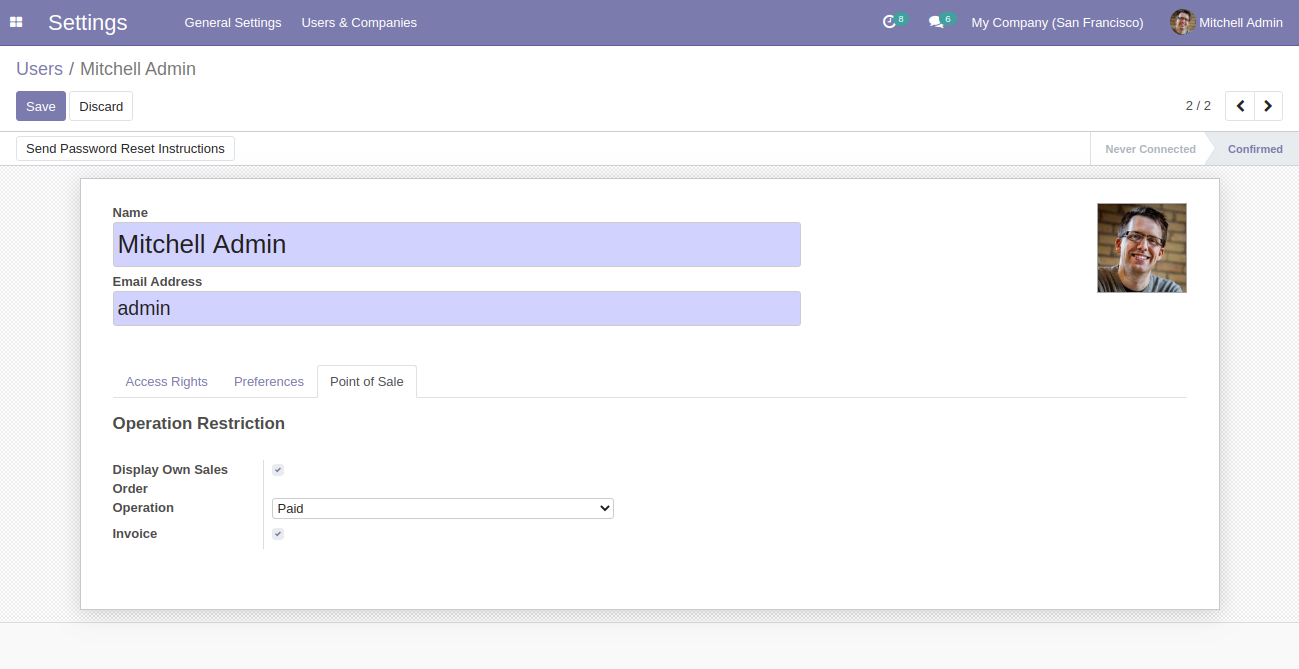 Settings General Settings Users & Companies 8 6 My Company (San Francisco) Mitchell Admin
Users / Mitchell Admin
Save Discard 2 / 2
Send Password Reset Instructions Never Connected Confirmed
Name
Mitchell Admin
Email Address
admin
Access Rights Preferences Point of Sale
Operation Restriction
Display Own Sales
Order
Operation Paid
Invoice